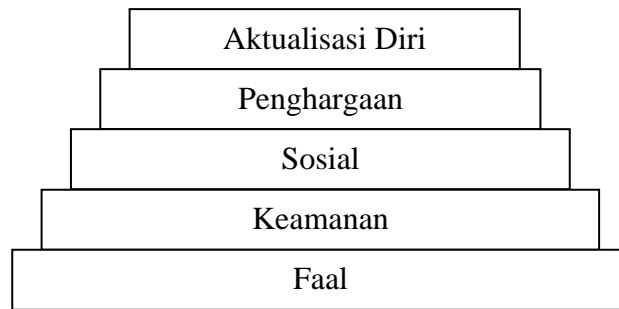 Aktualisasi Diri
Penghargaan
Sosial
Keamanan
Faal